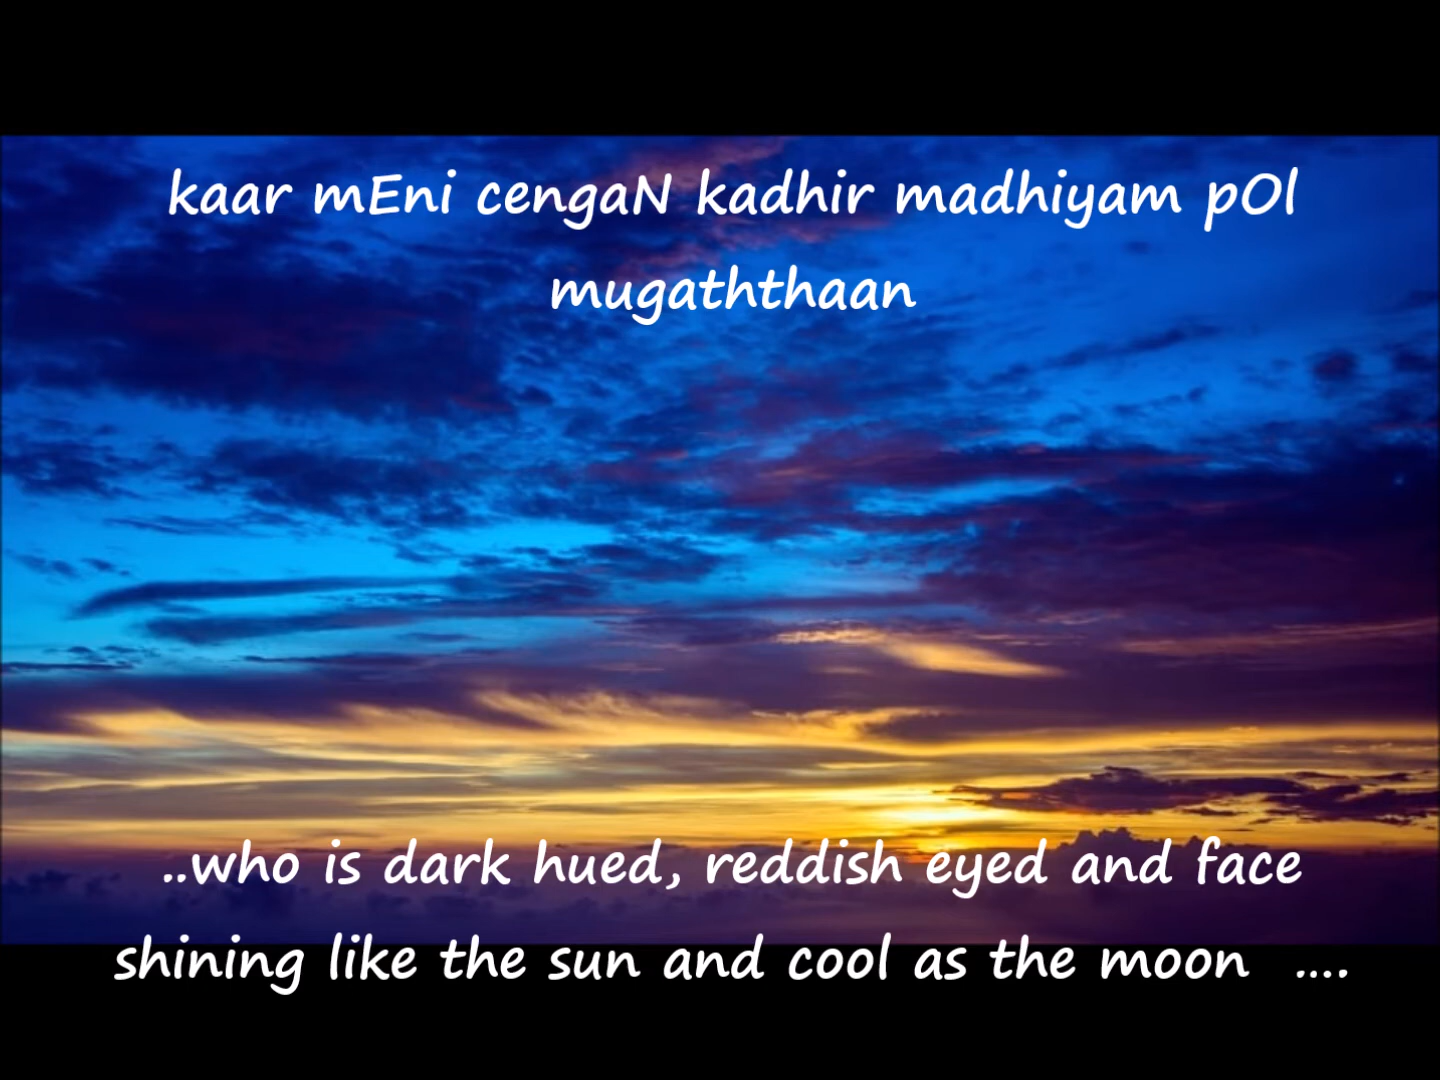 kaar mEni cengaN kadhir madhiyam pOl
mugaththaan
..who is dark hued, reddish eyed and face
shining like the sun and cool as the moon ....